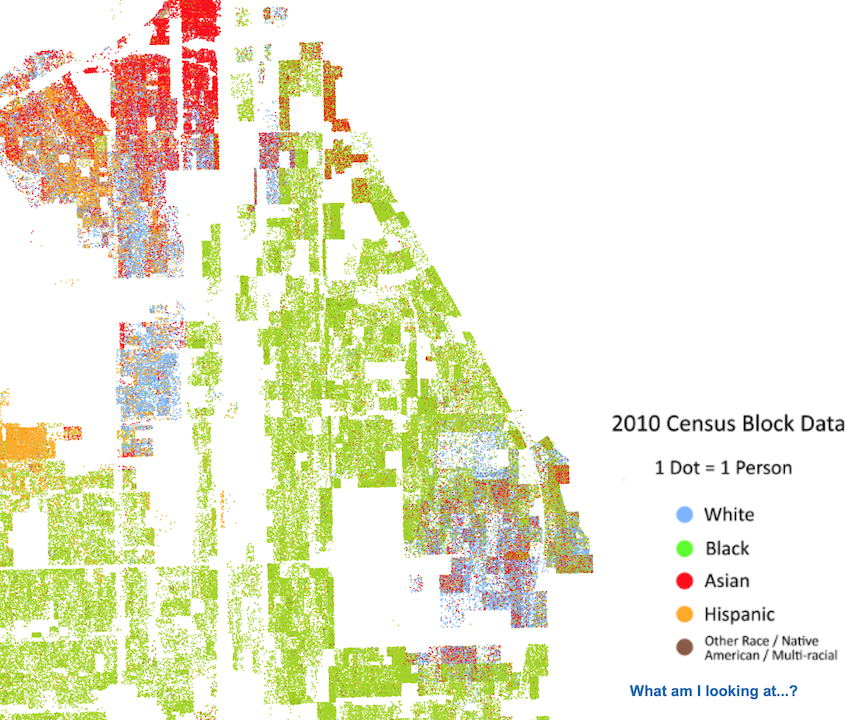 2010 Census Block Data
1 Dot = 1 Person
White
Black
Asian
Hispanic
Other Race / Native
American / Multi-racial
What am I looking at...?